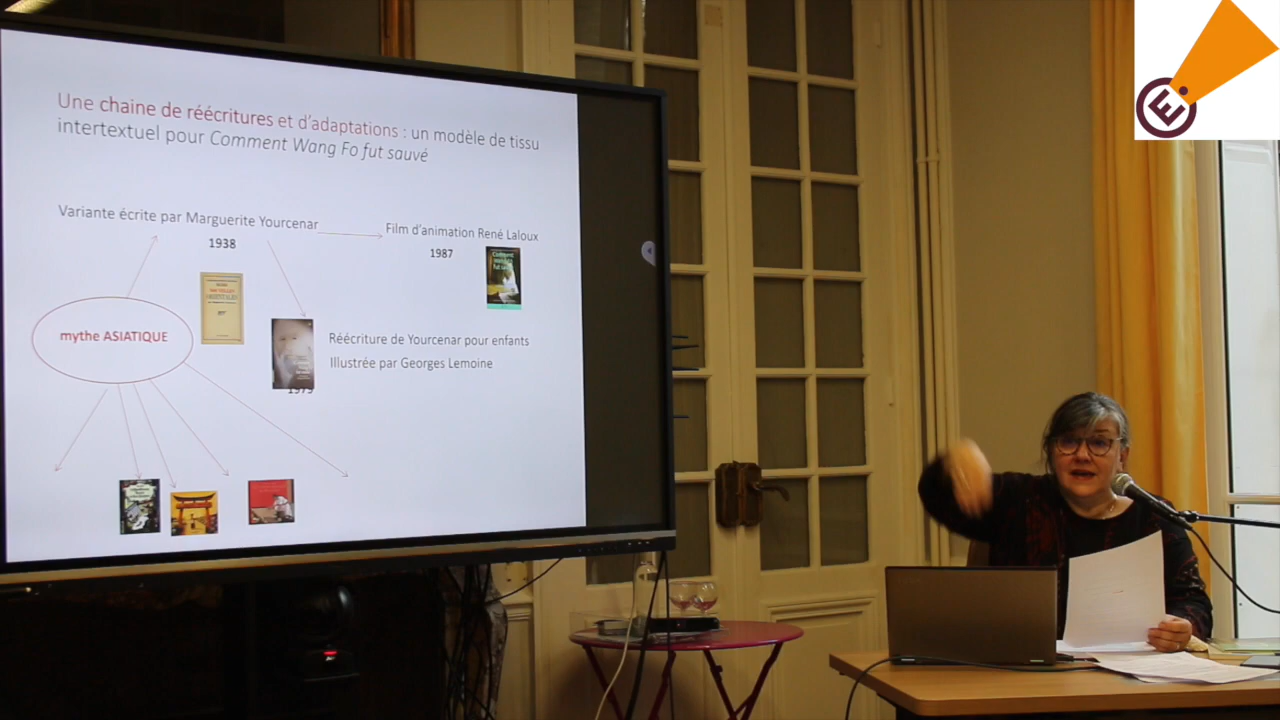 Une chaine de réécritures et d'adaptations : un modèle de tissu
intertextuel pour Comment Wang Fo fut sauvé
Variante écrite par Marguerite Yourcenar
1938
Film d'animation René Laloux
1987
mythe ASIATIQUE
Réécriture de Yourcenar pour enfants
Illustrée par Georges Lemoine
1979
E